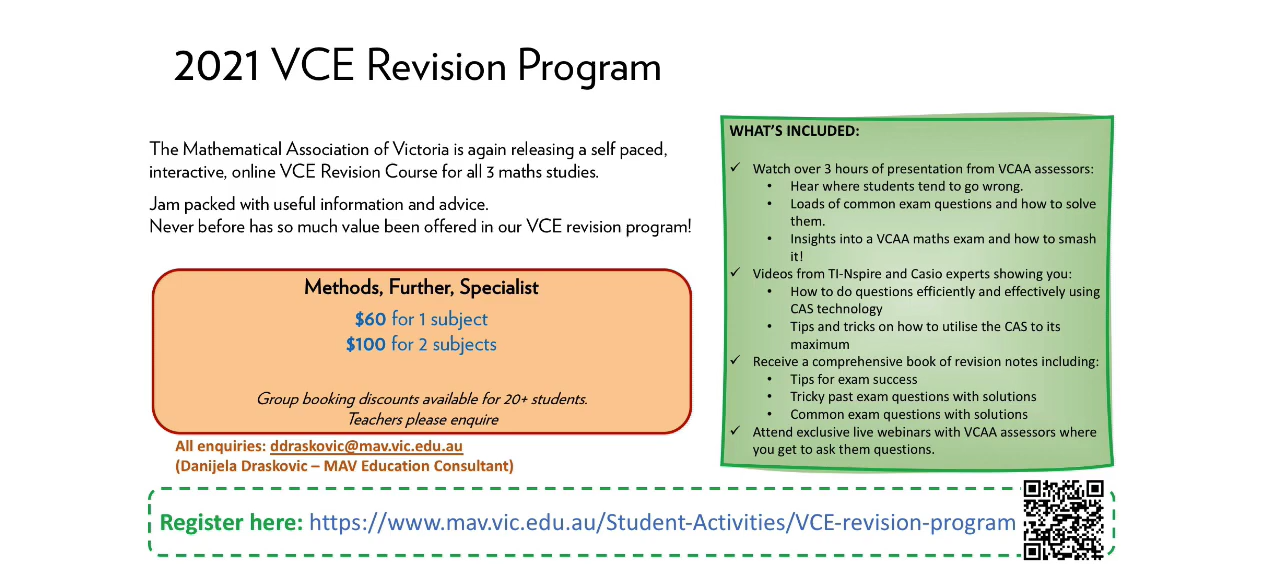 2021 VCE Revision Program
The Mathematical Association of Victoria is again releasing a self paced,
interactive, online VCE Revision Course for all 3 maths studies.
Jam packed with useful information and advice.
Never before has so much value been offered in our VCE revision program!
Methods, Further, Specialist
$60 for 1 subject
$100 for 2 subjects
Group booking discounts available for 20+ students.
Teachers please enquire
All enquiries: ddraskovic@mav.vic.edu.au
(Danijela Draskovic – MAV Education Consultant)
WHAT'S INCLUDED:
✓ Watch over 3 hours of presentation from VCAA assessors:
• Hear where students tend to go wrong.
• Loads of common exam questions and how to solve
them.
• Insights into a VCAA maths exam and how to smash
it!
✓ Videos from TI-Nspire and Casio experts showing you:
• How to do questions efficiently and effectively using
CAS technology
• Tips and tricks on how to utilise the CAS to its
maximum
✓ Receive a comprehensive book of revision notes including:
• Tips for exam success
• Tricky past exam questions with solutions
• Common exam questions with solutions
✓ Attend exclusive live webinars with VCAA assessors where
you get to ask them questions.
Register here: https://www.mav.vic.edu.au/Student-Activities/VCE-revision-program